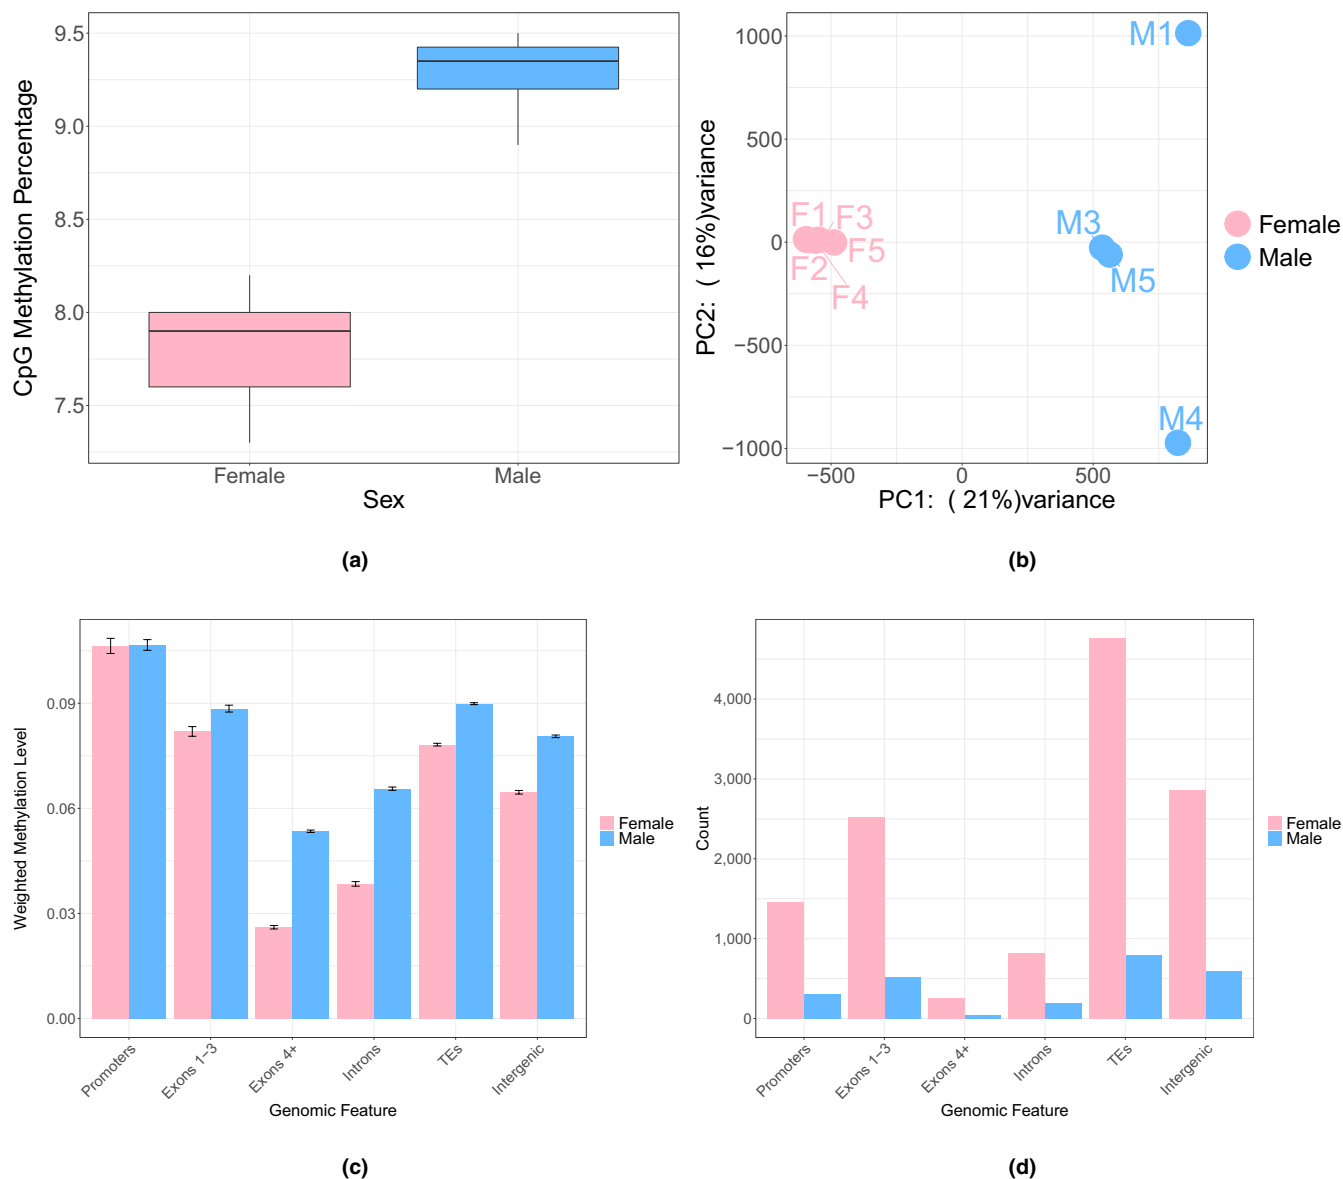 CpG Methylation Percentage
9.5
9.0
8.5
8.0
7.5
Female
Male
Sex
(a)
PC2: ( 16%)variance
1000
500
0
−500
−1000
M1
F1
F3
F5
F2
F4
M3
M5
M4
−500
0
500
PC1: ( 21%)variance
Female
Male
(b)
Weighted Methylation Level
0.09
0.06
0.03
0.00
Promoters
Exons 1−3
Exons 4+
Introns
TEs
Intergenic
Genomic Feature
Female
Male
(c)
Count
4,000
3,000
2,000
1,000
0
Promoters
Exons 1−3
Exons 4+
Introns
TEs
Intergenic
Genomic Feature
Female
Male
(d)